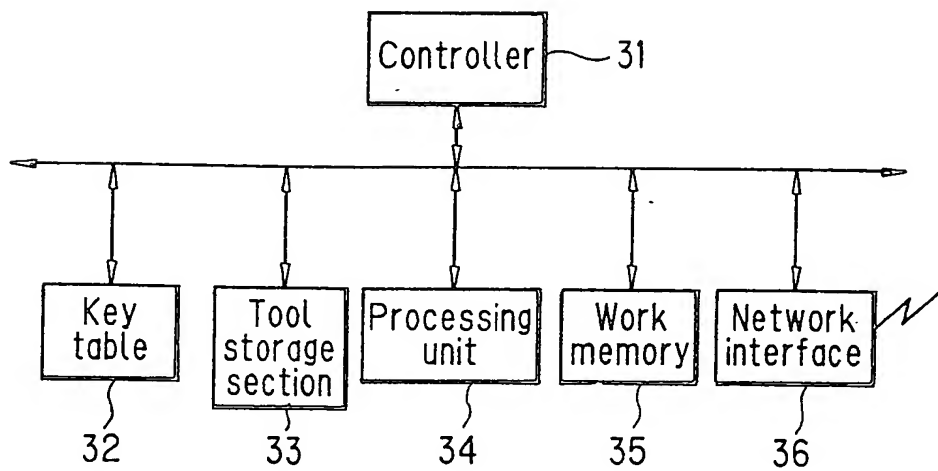 Controller
31
Key
table
Tool
storage
section
Processing
unit
Work
memory
Network
interface
32
33
34
35
36